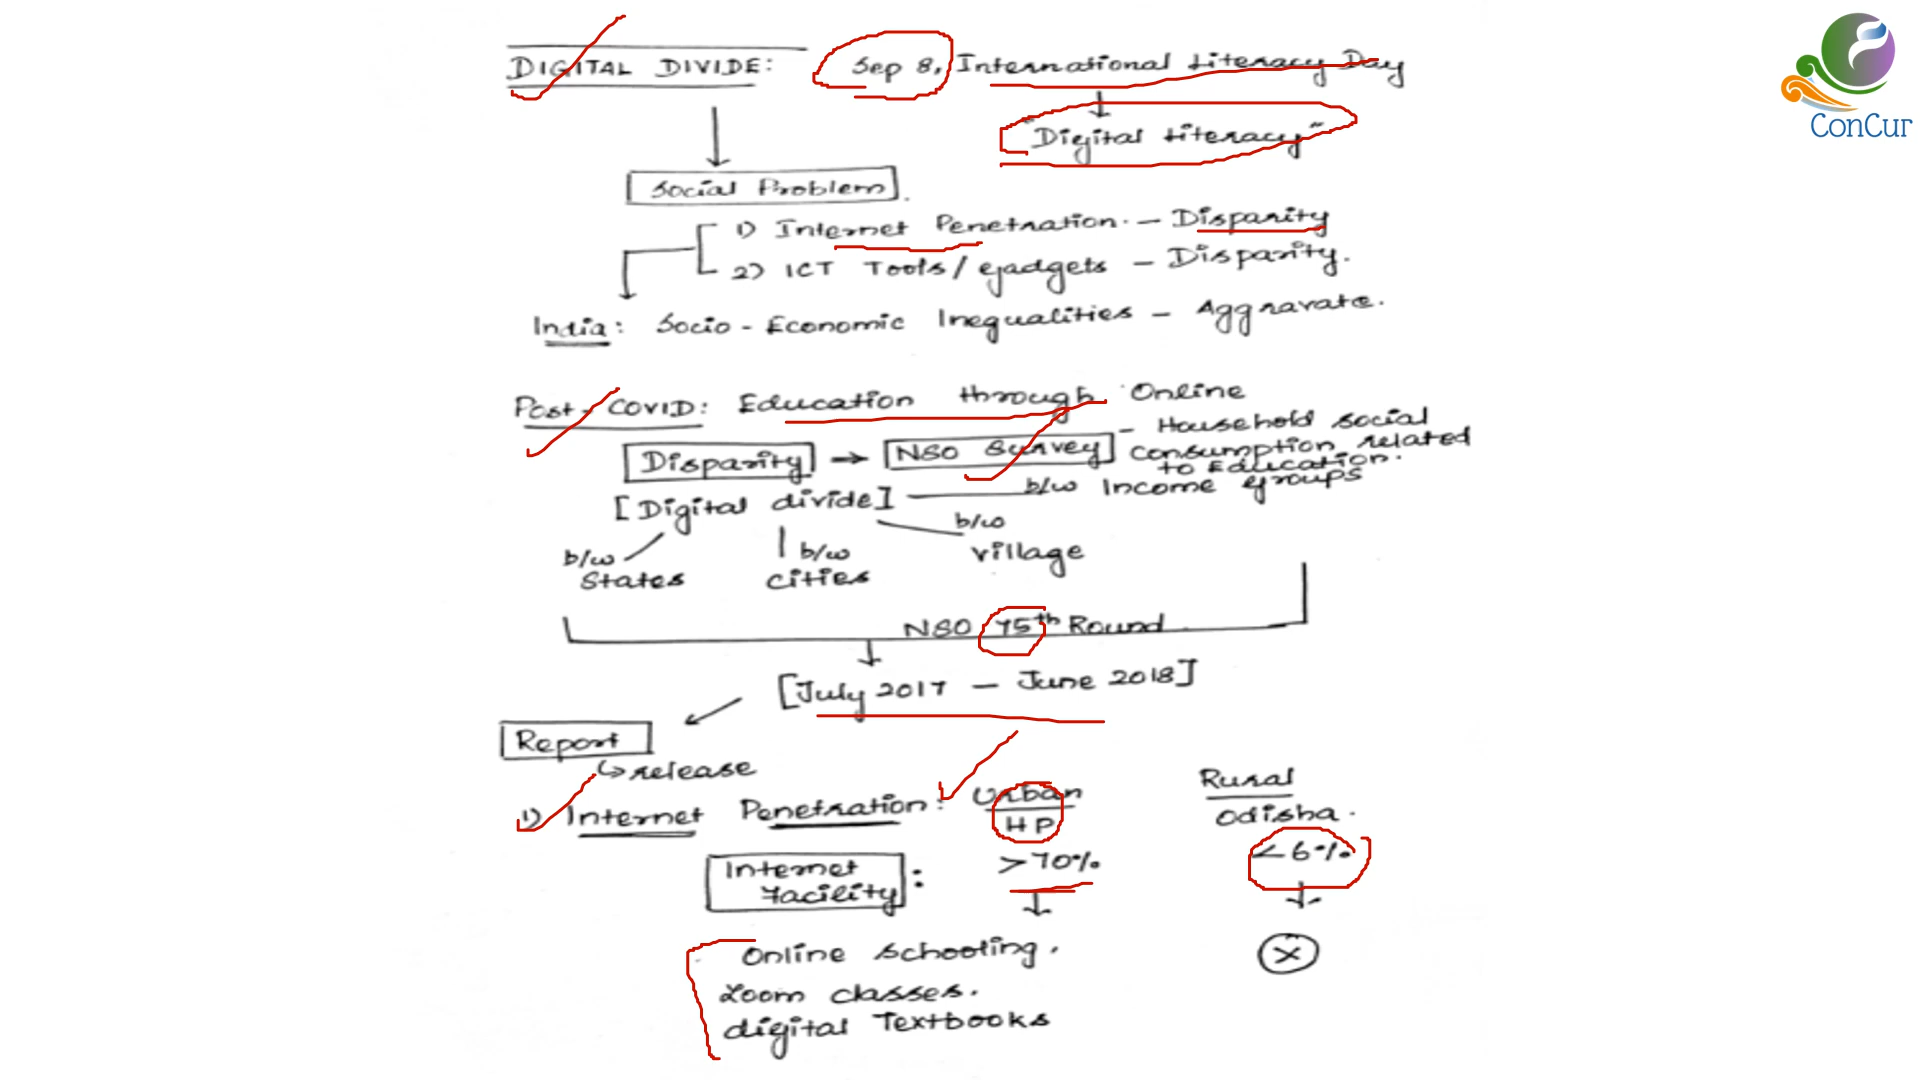 DIGITAL DIVIDE: Sep 8, International Literacy Day
"Digital Literacy"
Social Problem
1) Internet Penetration. - Disparity
2) ICT Tools/gadgets - Disparity.
India: Socio-Economic Inequalities - Aggravate.
Post-COVID: Education through Online
Disparity → NSO Survey - Household social
consumption related
to Education.
[Digital divide] b/w Income groups
b/w States
b/w cities
b/w village
NSO 75th Round
[July 2017 - June 2018]
Report
↳ release
1) Internet Penetration: Urban Rural
HP Odisha.
Internet Facility : >70% <6%
Online schooling.
Zoom classes.
digital Textbooks
X
ConCur